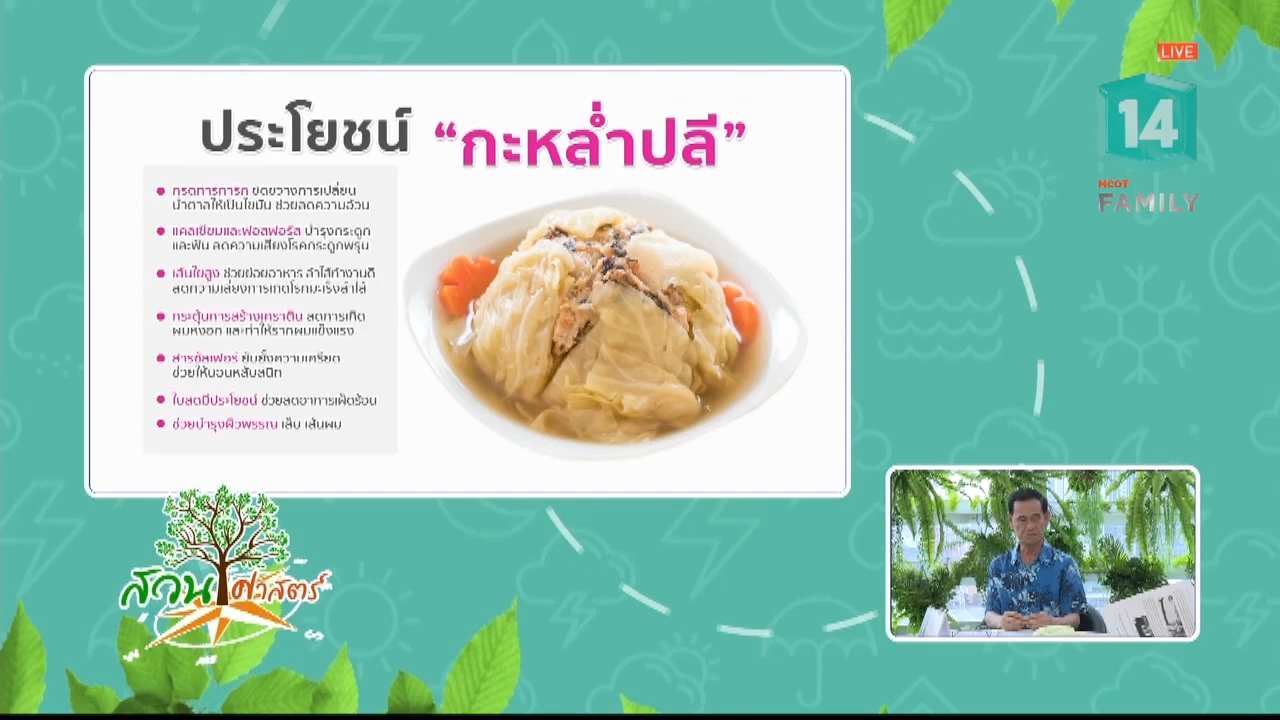 LIVE
14
MCOT
FAMILY
ประโยชน์ “กะหล่ำปลี”
กรดทาร์ทาริก ขัดขวางการเปลี่ยน
น้ำตาลให้เป็นไขมัน ช่วยลดความอ้วน
แคลเซียมและฟอสฟอรัส บำรุงกระดูก
และฟัน ลดความเสี่ยงโรคกระดูกพรุน
เส้นใยสูง ช่วยย่อยอาหาร ลำไส้ทำงานดี
ลดความเสี่ยงการเกิดโรคมะเร็งลำไส้
กระตุ้นการสร้างเคราติน ลดการเกิด
ผมหงอก และทำให้รากผมแข็งแรง
สารซัลเฟอร์ ยับยั้งความเครียด
ช่วยให้นอนหลับสนิท
ใบสดมีประโยชน์ ช่วยลดอาการเผ็ดร้อน
ช่วยบำรุงผิวพรรณ เล็บ เส้นผม
สวนศาสตร์